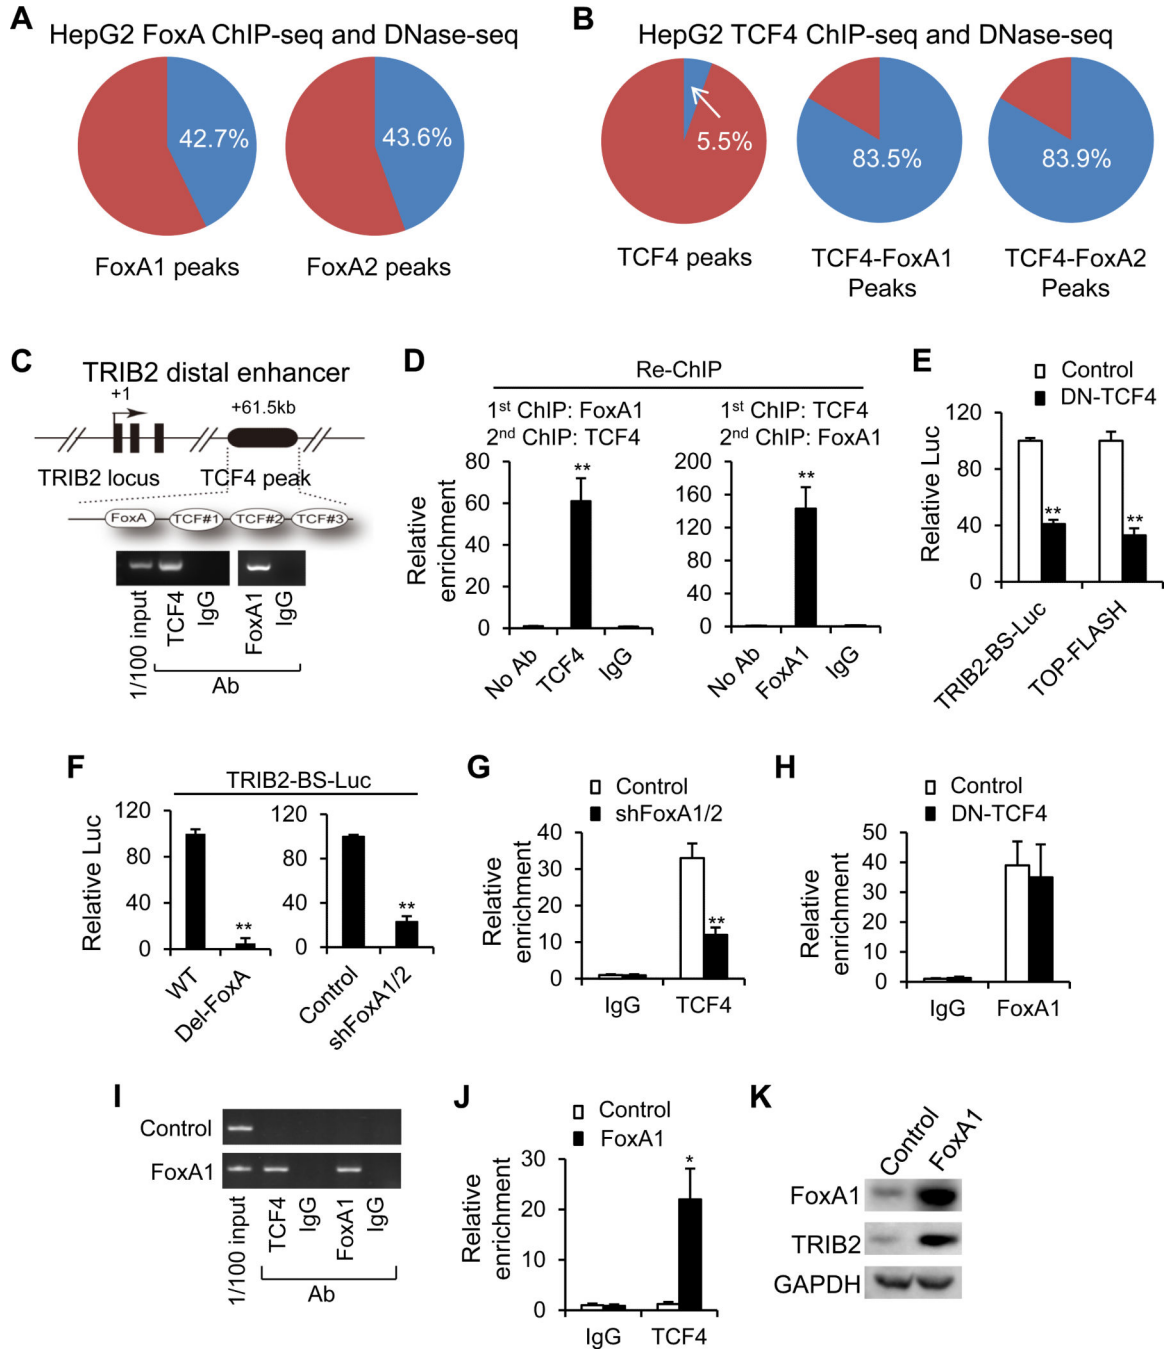 A
HepG2 FoxA ChIP-seq and DNase-seq
42.7%
43.6%
FoxA1 peaks
FoxA2 peaks
B
HepG2 TCF4 ChIP-seq and DNase-seq
5.5%
83.5%
83.9%
TCF4 peaks
TCF4-FoxA1
Peaks
TCF4-FoxA2
Peaks
C
TRIB2 distal enhancer
+1
+61.5kb
TRIB2 locus
TCF4 peak
FoxA
TCF#1
TCF#2
TCF#3
1/100 input
TCF4
IgG
FoxA1
IgG
Ab
D
Re-ChIP
1st ChIP: FoxA1
2nd ChIP: TCF4
Relative
enrichment
80
60
40
20
0
**
No Ab
TCF4
IgG
1st ChIP: TCF4
2nd ChIP: FoxA1
200
160
120
80
40
0
**
No Ab
FoxA1
IgG
E
Control
DN-TCF4
Relative Luc
120
80
40
0
**
**
TRIB2-BS-Luc
TOP-FLASH
F
TRIB2-BS-Luc
Relative Luc
120
80
40
0
**
WT
Del-FoxA
120
80
40
0
**
Control
shFoxA1/2
G
Control
shFoxA1/2
Relative
enrichment
40
30
20
10
0
**
IgG
TCF4
H
Control
DN-TCF4
Relative
enrichment
50
40
30
20
10
0
IgG
FoxA1
I
Control
FoxA1
1/100 input
TCF4
IgG
FoxA1
IgG
Ab
J
Control
FoxA1
Relative
enrichment
30
20
10
0
*
IgG
TCF4
K
Control
FoxA1
FoxA1
TRIB2
GAPDH